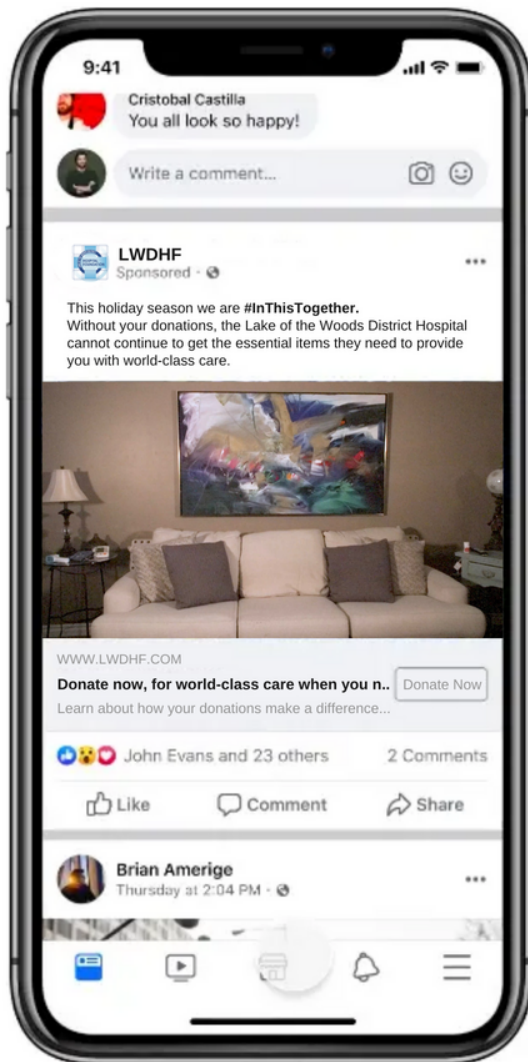 9:41
Cristobal Castilla
You all look so happy!
Write a comment...
LWDHF
Sponsored ·
This holiday season we are #InThisTogether.
Without your donations, the Lake of the Woods District Hospital
cannot continue to get the essential items they need to provide
you with world-class care.
WWW.LWDHF.COM
Donate now, for world-class care when you n..
Donate Now
Learn about how your donations make a difference...
John Evans and 23 others
2 Comments
Like
Comment
Share
Brian Amerige
Thursday at 2:04 PM ·